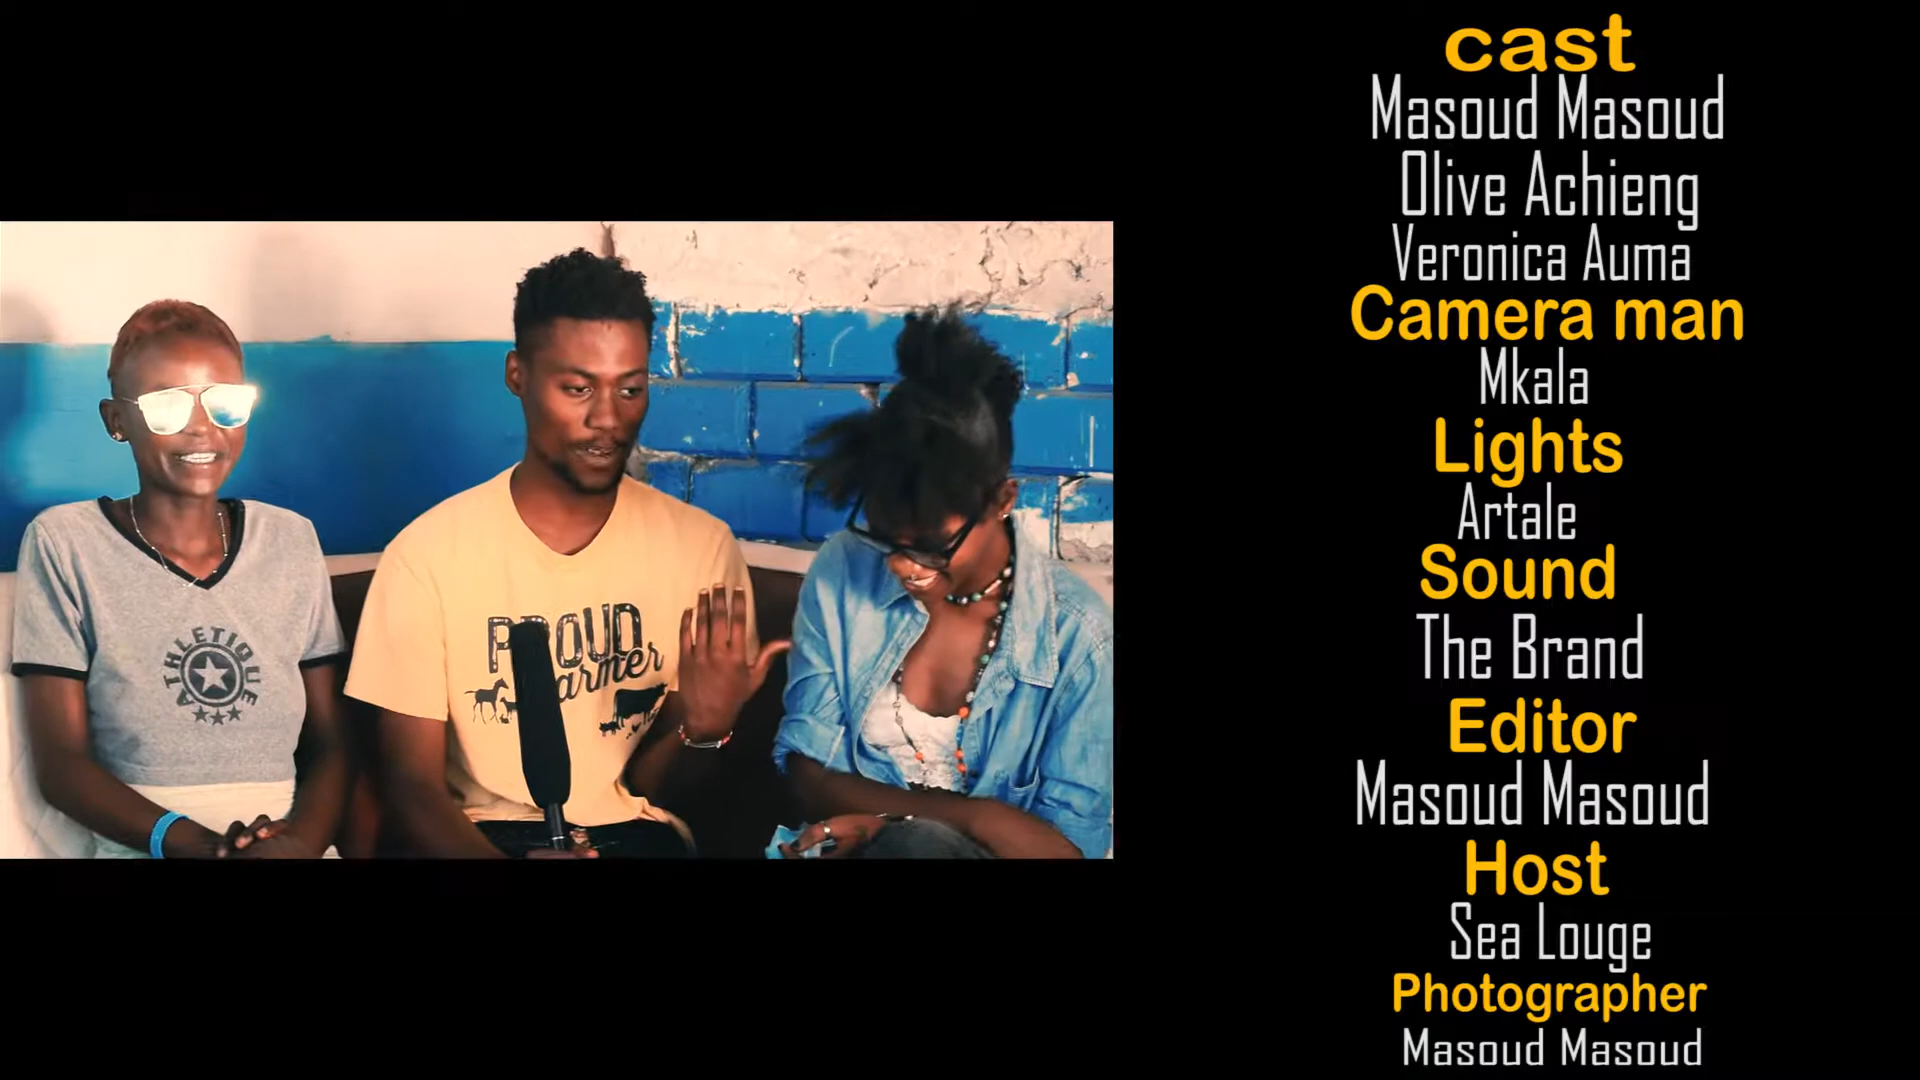 cast
Masoud Masoud
Olive Achieng
Veronica Auma
Camera man
Mkala
Lights
Artale
Sound
The Brand
Editor
Masoud Masoud
Host
Sea Louge
Photographer
Masoud Masoud
ATHLETIQUE
PROUD